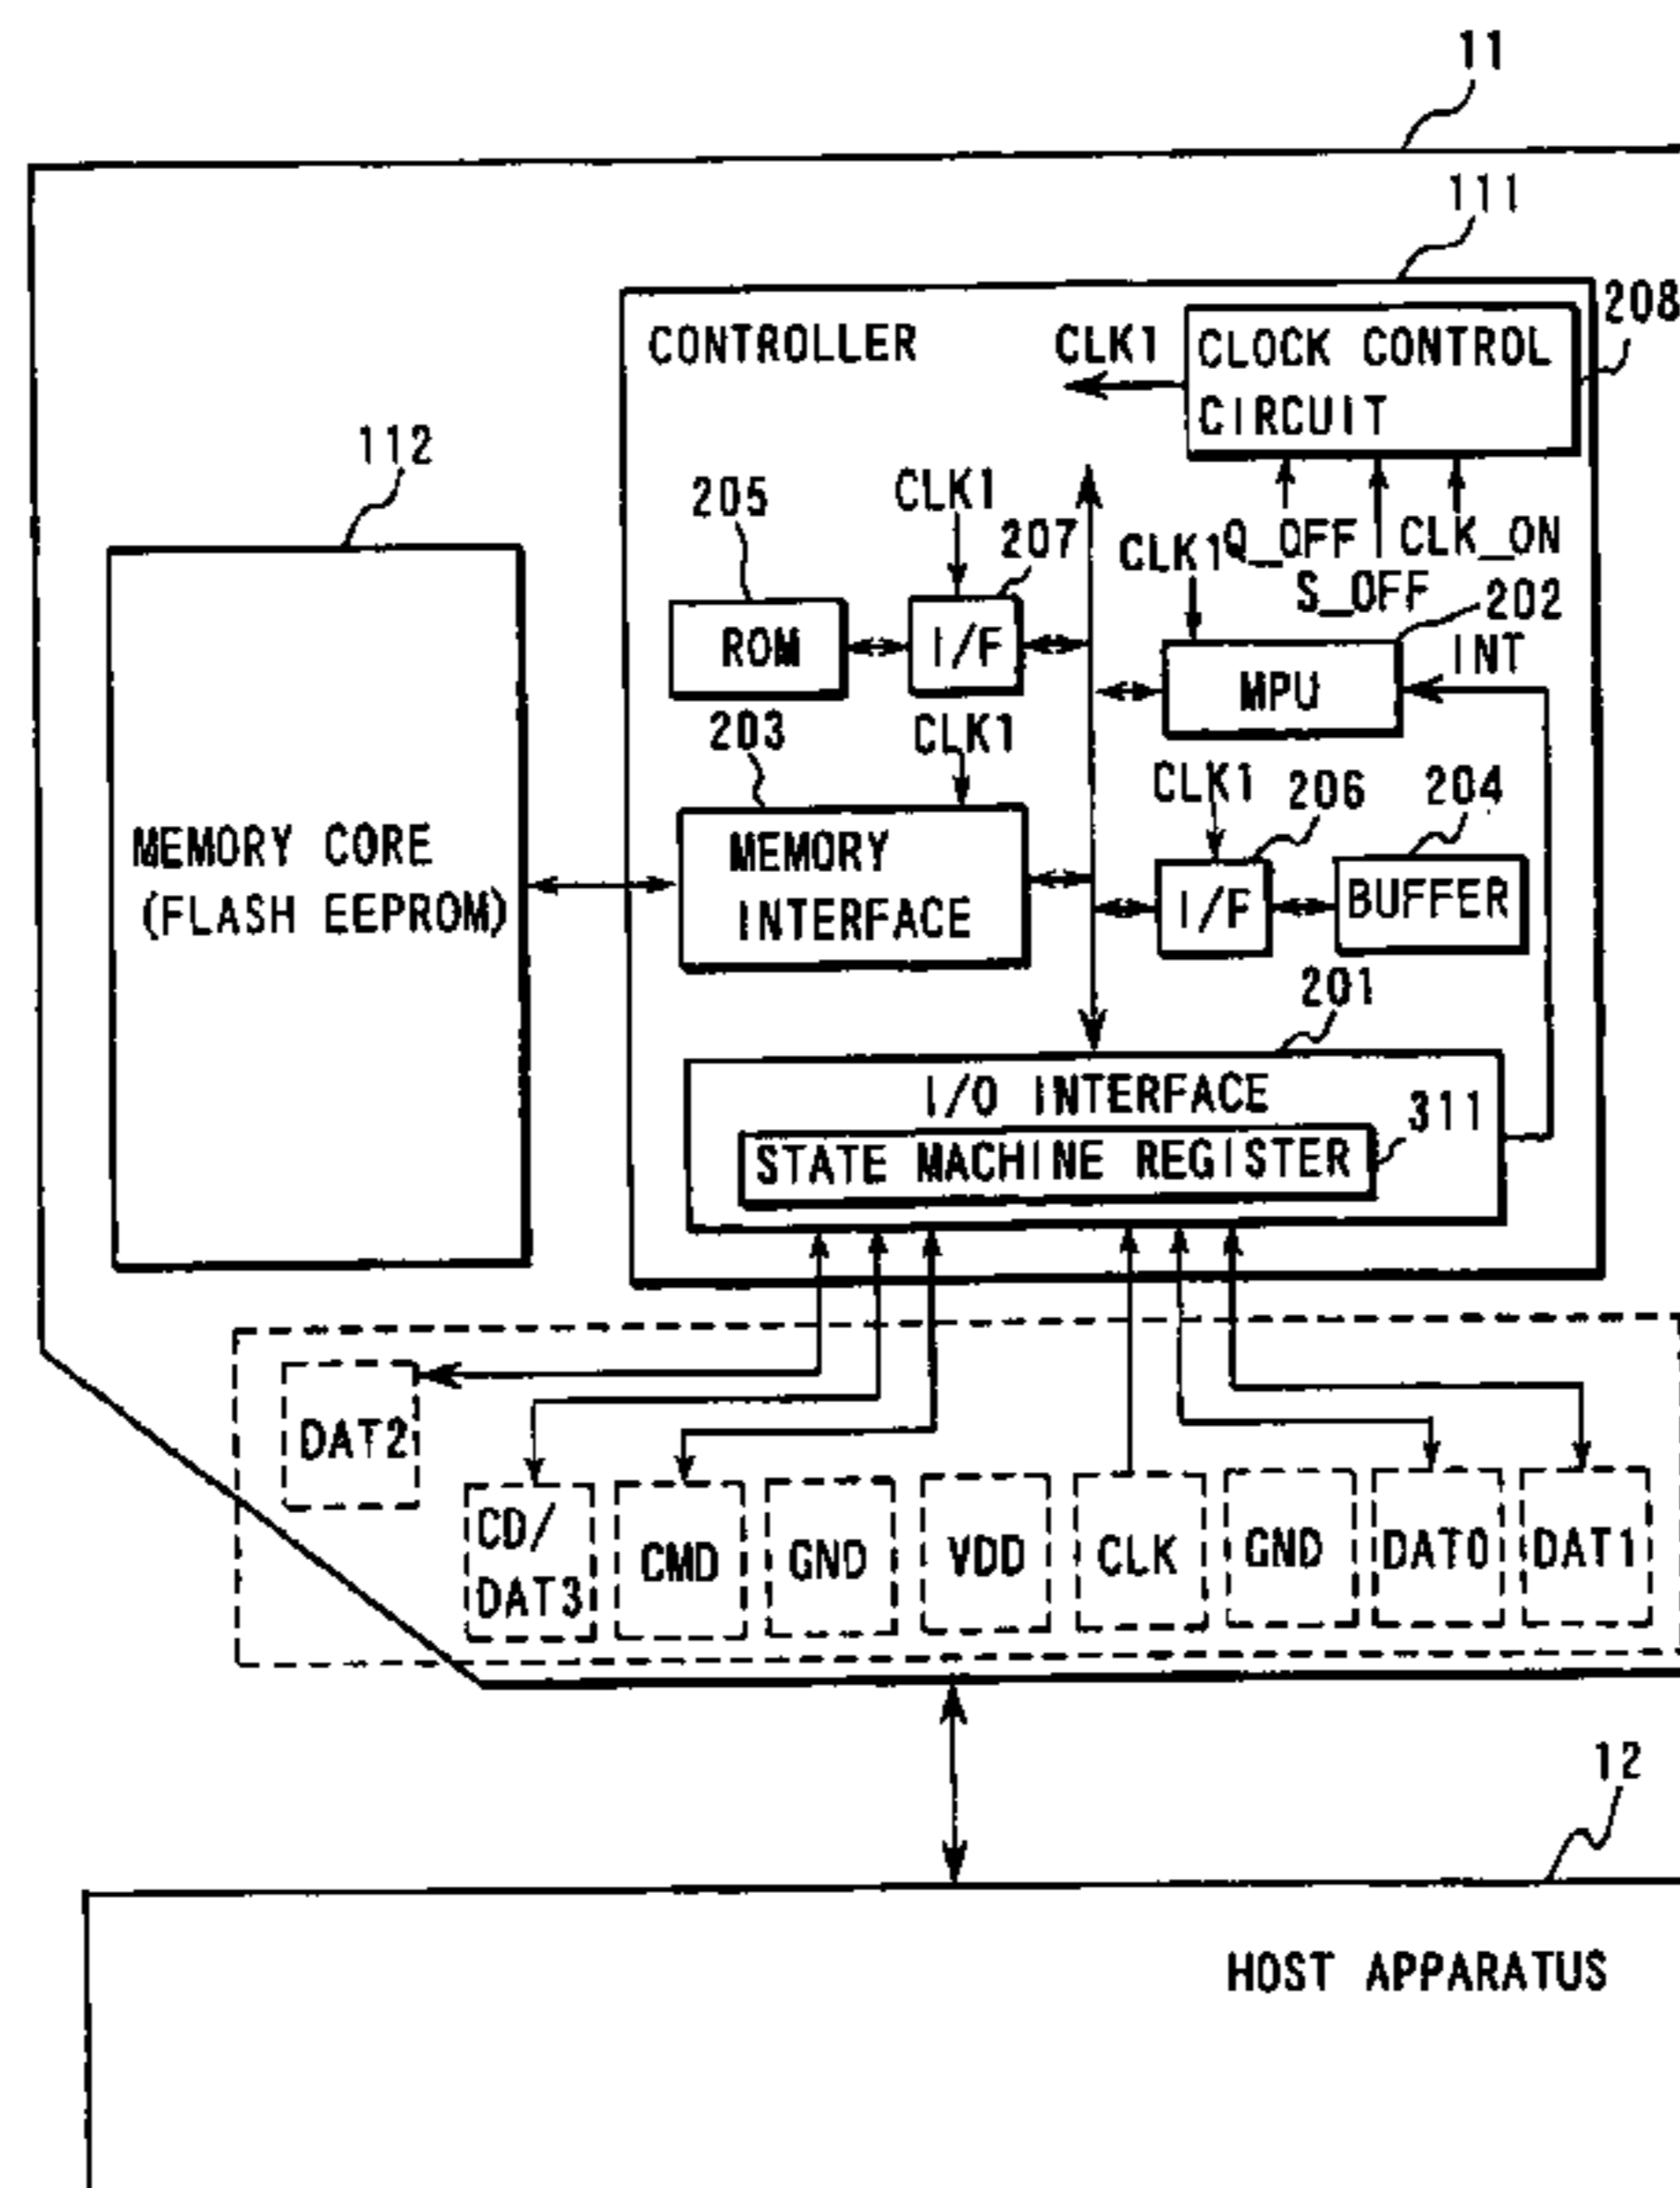 11
111
208
CONTROLLER
CLK1
CLOCK CONTROL
CIRCUIT
112
205
CLK1
207
CLK1
Q_OFF
CLK_ON
S_OFF
202
ROM
I/F
INT
MPU
203
CLK1
CLK1
206
204
MEMORY CORE
(FLASH EEPROM)
MEMORY
INTERFACE
I/F
BUFFER
201
I/O INTERFACE
311
STATE MACHINE REGISTER
DAT2
CD/
DAT3
CMD
GND
VDD
CLK
GND
DAT0
DAT1
12
HOST APPARATUS